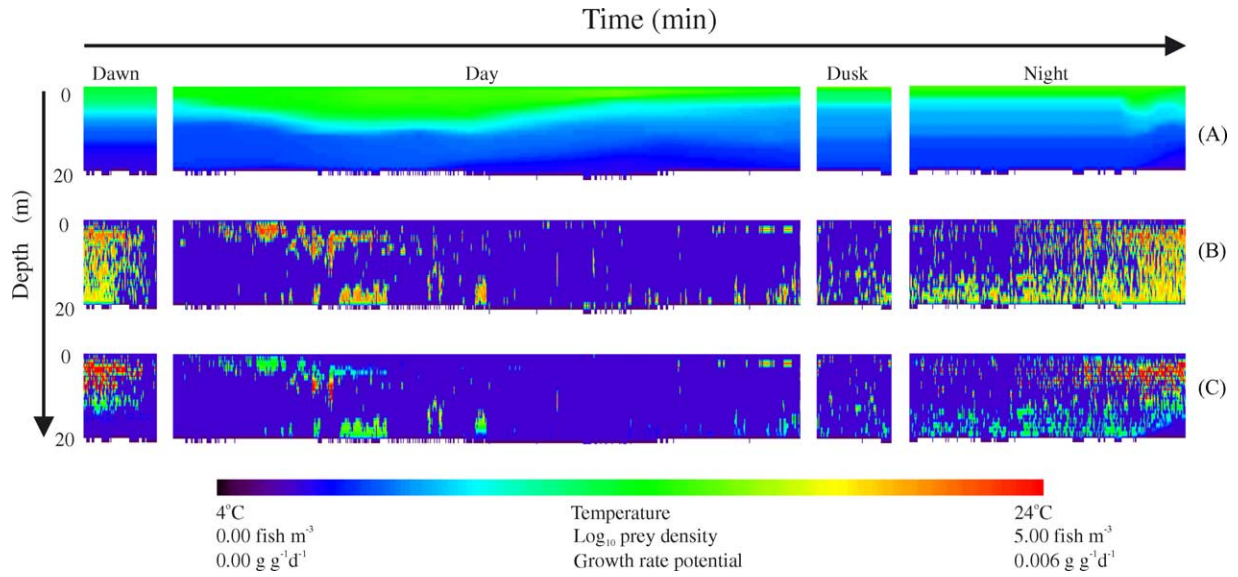 Time (min)
Dawn Day Dusk Night
0
(A)
20
0
(B)
20
0
(C)
20
Depth (m)
4°C Temperature 24°C
0.00 fish m⁻³ Log₁₀ prey density 5.00 fish m⁻³
0.00 g g⁻¹d⁻¹ Growth rate potential 0.006 g g⁻¹d⁻¹